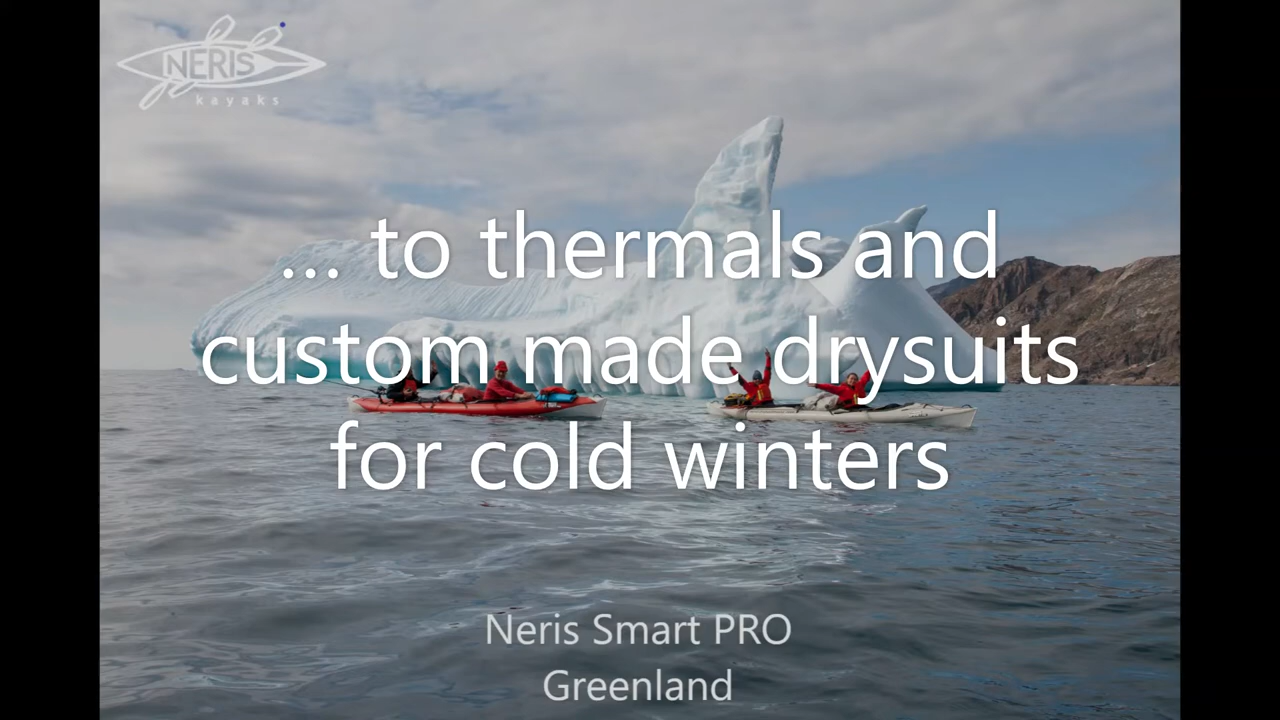 NERIS
kayaks
... to thermals and
custom made drysuits
for cold winters
Neris Smart PRO
Greenland